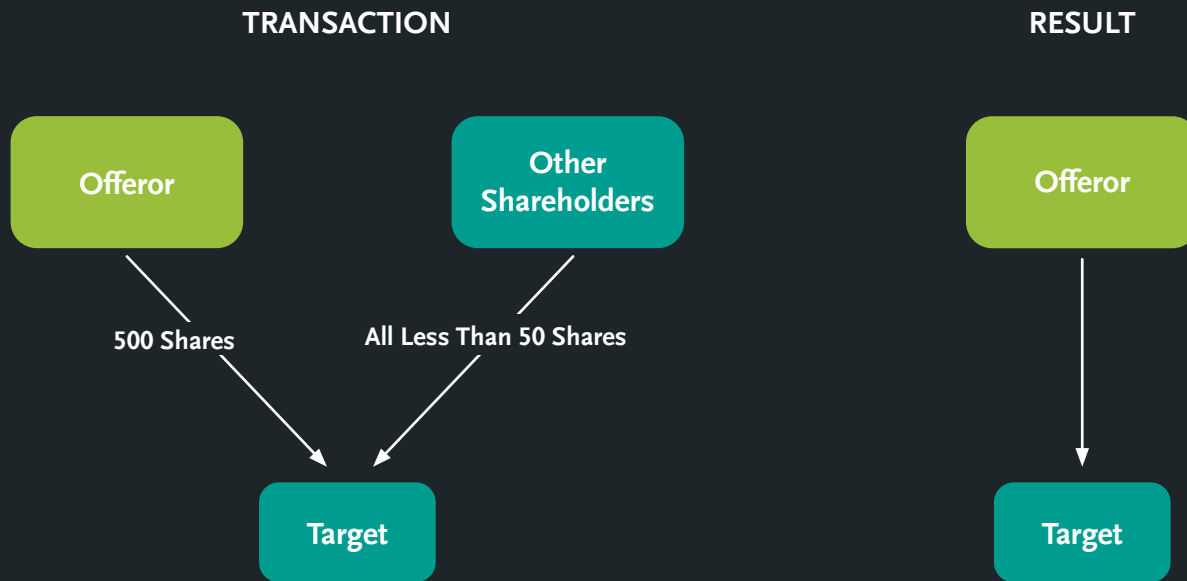 TRANSACTION
RESULT
Offeror
Other
Shareholders
Offeror
500 Shares
All Less Than 50 Shares
Target
Target